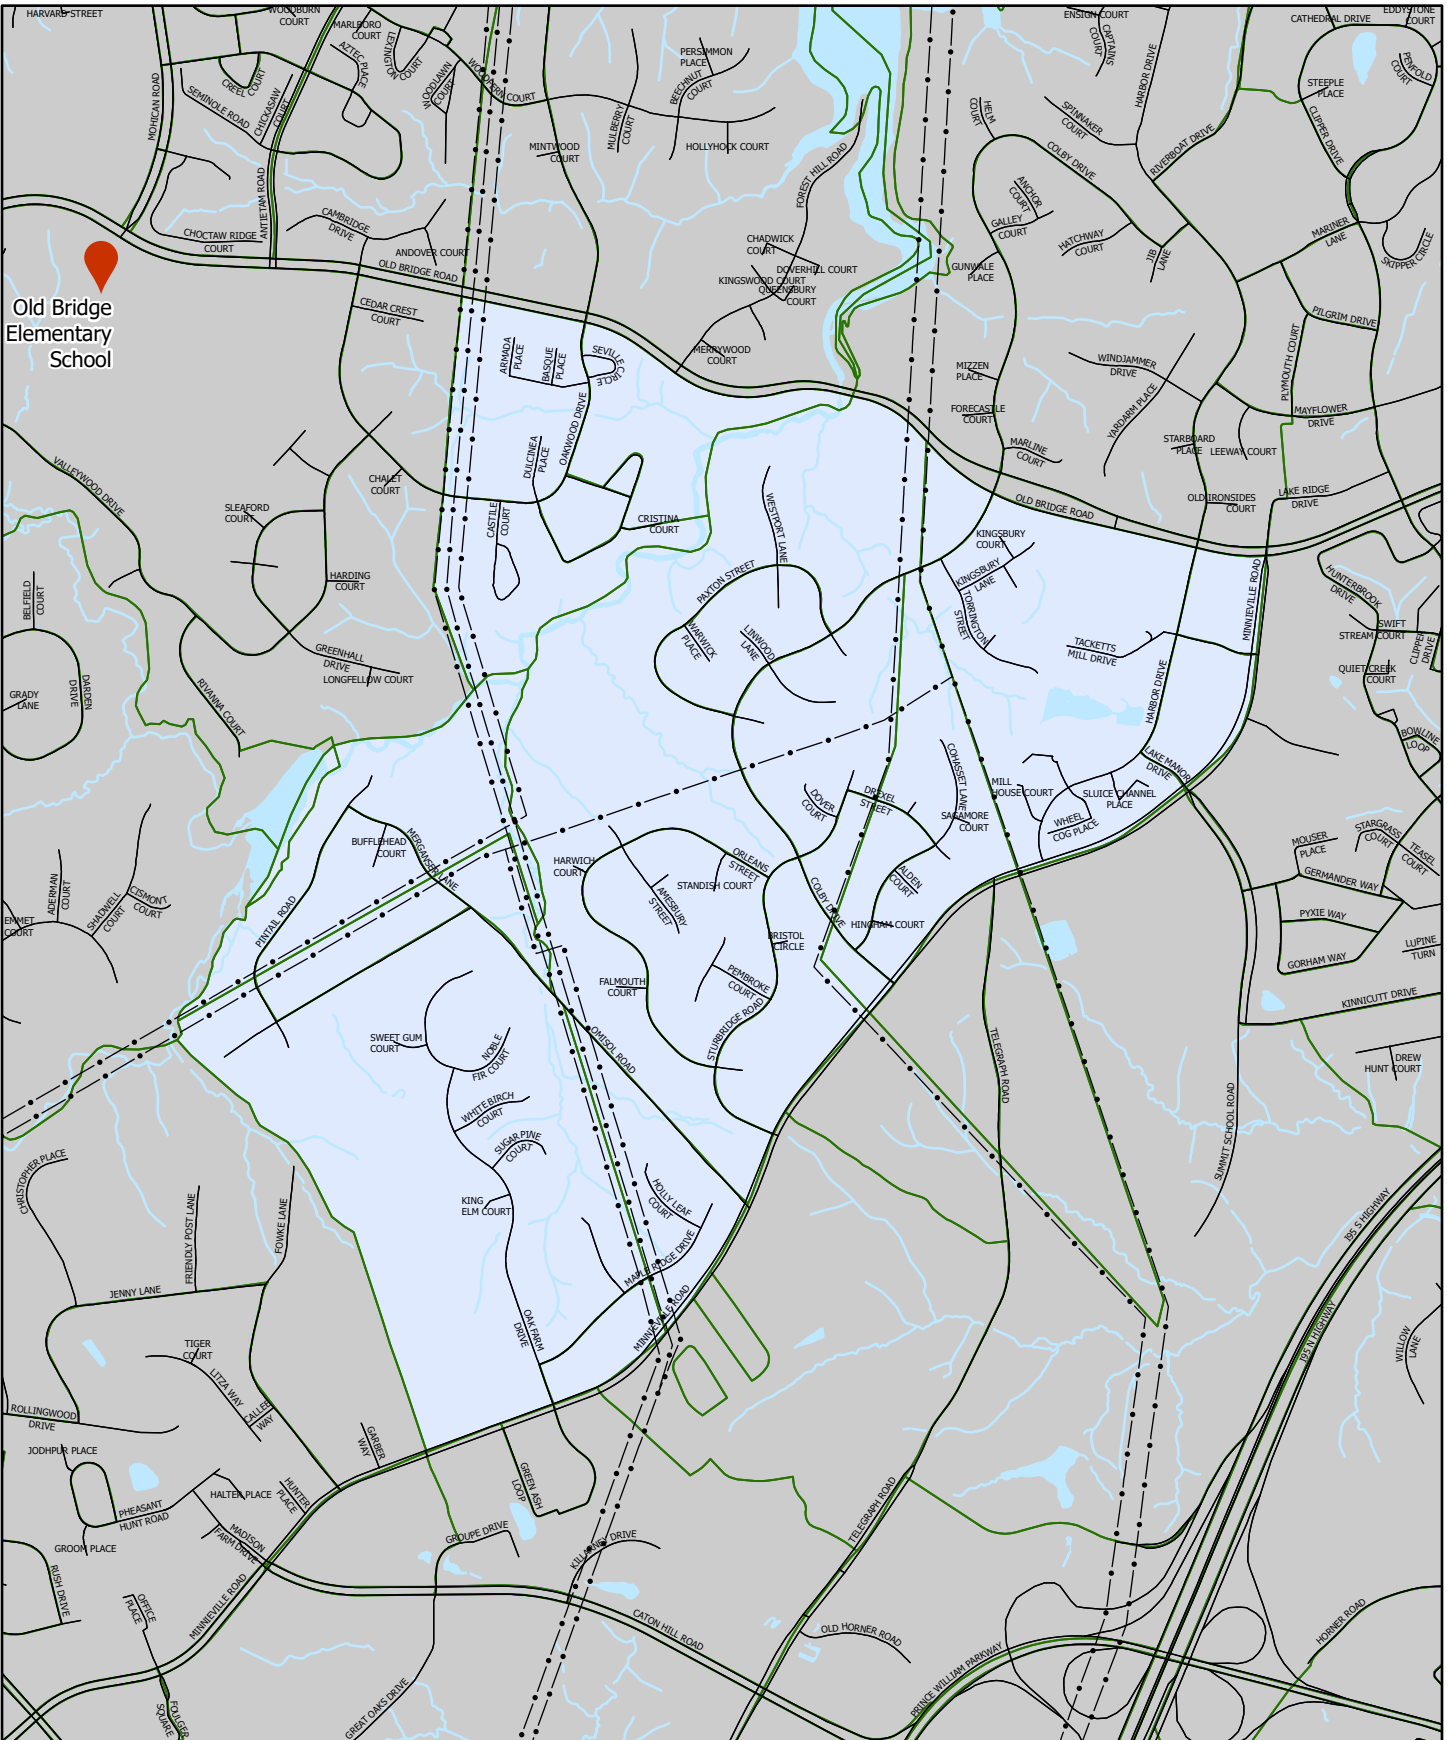 HARVARD STREET
WOODBURN
COURT
MARLBORO
COURT
LEXINGTON
COURT
AZTEC PLACE
WOODLAWN
COURT
WOODFERN COURT
PERSIMMON
PLACE
BEECHNUT
COURT
MULBERRY
COURT
HOLLYHOCK COURT
MINTWOOD
COURT
ENSIGN COURT
CAPTAINS
COURT
HARBOR DRIVE
CATHEDRAL DRIVE
EDDYSTONE
COURT
PENFOLD
COURT
STEEPLE
PLACE
CLIPPER DRIVE
MOHICAN ROAD
CREEL COURT
SEMINOLE ROAD
CHICKASAW
COURT
ANTIETAM ROAD
CHOCTAW RIDGE
COURT
CAMBRIDGE
DRIVE
ANDOVER COURT
OLD BRIDGE ROAD
FOREST HILL ROAD
CHADWICK
COURT
DOVERHILL COURT
KINGSWOOD COURT
QUEENSBURY
COURT
MERRYWOOD
COURT
HELM
COURT
SPINNAKER
COURT
COLBY DRIVE
RIVERBOAT DRIVE
ANCHOR
COURT
GALLEY
COURT
HATCHWAY
COURT
JIB
LANE
GUNWALE
PLACE
MARINER
LANE
SKIPPER CIRCLE
PILGRIM DRIVE
PLYMOUTH COURT
Old Bridge
Elementary
School
CEDAR CREST
COURT
ARMADA
PLACE
BASQUE
PLACE
SEVILLE
CIRCLE
OAKWOOD DRIVE
DULCINEA
PLACE
CASTILE
COURT
CRISTINA
COURT
CHALET
COURT
MIZZEN
PLACE
WINDJAMMER
DRIVE
YARDARM PLACE
FORECASTLE
COURT
MARLINE
COURT
MAYFLOWER
DRIVE
STARBOARD
PLACE
LEEWAY COURT
OLD IRONSIDES
COURT
LAKE RIDGE
DRIVE
OLD BRIDGE ROAD
VALLEYWOOD DRIVE
SLEAFORD
COURT
HARDING
COURT
BELFIELD
COURT
GREENHALL
DRIVE
LONGFELLOW COURT
RIVANNA COURT
GRADY
LANE
DARDEN
DRIVE
WESTPORT LANE
PAXTON STREET
WARWICK
PLACE
LINWOOD
LANE
KINGSBURY
COURT
KINGSBURY
LANE
TORRINGTON
STREET
TACKETTS
MILL DRIVE
HARBOR DRIVE
MINNIEVILLE ROAD
HUNTERBROOK
DRIVE
SWIFT
STREAM COURT
CLIPPER
DRIVE
QUIET CREEK
COURT
BOWLINE
LOOP
LAKE MANOR
DRIVE
COHASSET LANE
MILL
HOUSE COURT
SLUICE CHANNEL
PLACE
WHEEL
COG PLACE
SAGAMORE
COURT
DOVER
COURT
DREXEL
STREET
ALDEN
COURT
COLBY DRIVE
HINGHAM COURT
BUFFLEHEAD
COURT
MERGANSER LANE
PINTAIL ROAD
HARWICH
COURT
ORLEANS
STREET
STANDISH COURT
AMESBURY
STREET
BRISTOL
CIRCLE
FALMOUTH
COURT
PEMBROKE
COURT
STURBRIDGE ROAD
OMISOL ROAD
ADERMAN
COURT
SHADWELL
COURT
CISMONT
COURT
EMMET
COURT
MOUSER
PLACE
STARGRASS
COURT
TEASEL
COURT
GERMANDER WAY
PYXIE WAY
GORHAM WAY
LUPINE
TURN
KINNICUTT DRIVE
DREW
HUNT COURT
SUMMIT SCHOOL ROAD
TELEGRAPH ROAD
SWEET GUM
COURT
NOBLE
FIR COURT
WHITE BIRCH
COURT
SUGAR PINE
COURT
KING
ELM COURT
HOLLY LEAF
COURT
MAPLE RIDGE DRIVE
MINNIEVILLE ROAD
OAK FARM
DRIVE
CHRISTOPHER PLACE
FRIENDLY POST LANE
FOWKE LANE
JENNY LANE
TIGER
COURT
LITZA WAY
CALLEE
WAY
ROLLINGWOOD
DRIVE
JODHPUR PLACE
GARBER
WAY
HALTER PLACE
HUNTER
PLACE
PHEASANT
HUNT ROAD
MADISON
FARM DRIVE
GROOM PLACE
RUSH DRIVE
OFFICE
PLACE
MINNIEVILLE ROAD
FOULGER
SQUARE
GREEN ASH
LOOP
GROUPE DRIVE
KILLARNEY DRIVE
CATON HILL ROAD
GREAT OAKS DRIVE
TELEGRAPH ROAD
OLD HORNER ROAD
PRINCE WILLIAM PARKWAY
HORNER ROAD
I95 S HIGHWAY
I95 N HIGHWAY
WILLOW
LANE